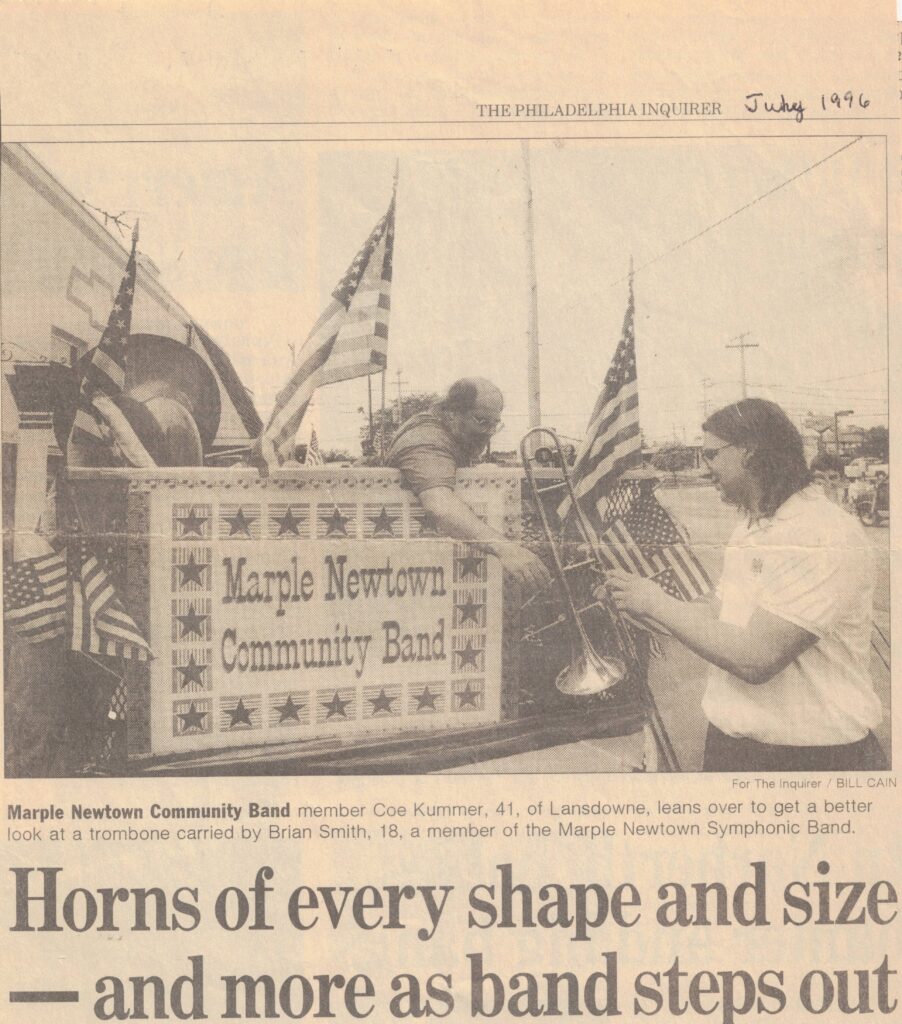 THE PHILADELPHIA INQUIRER July 1996
Marple Newtown
Community Band
For The Inquirer / BILL CAIN
Marple Newtown Community Band member Coe Kummer, 41, of Lansdowne, leans over to get a better
look at a trombone carried by Brian Smith, 18, a member of the Marple Newtown Symphonic Band.
Horns of every shape and size
— and more as band steps out